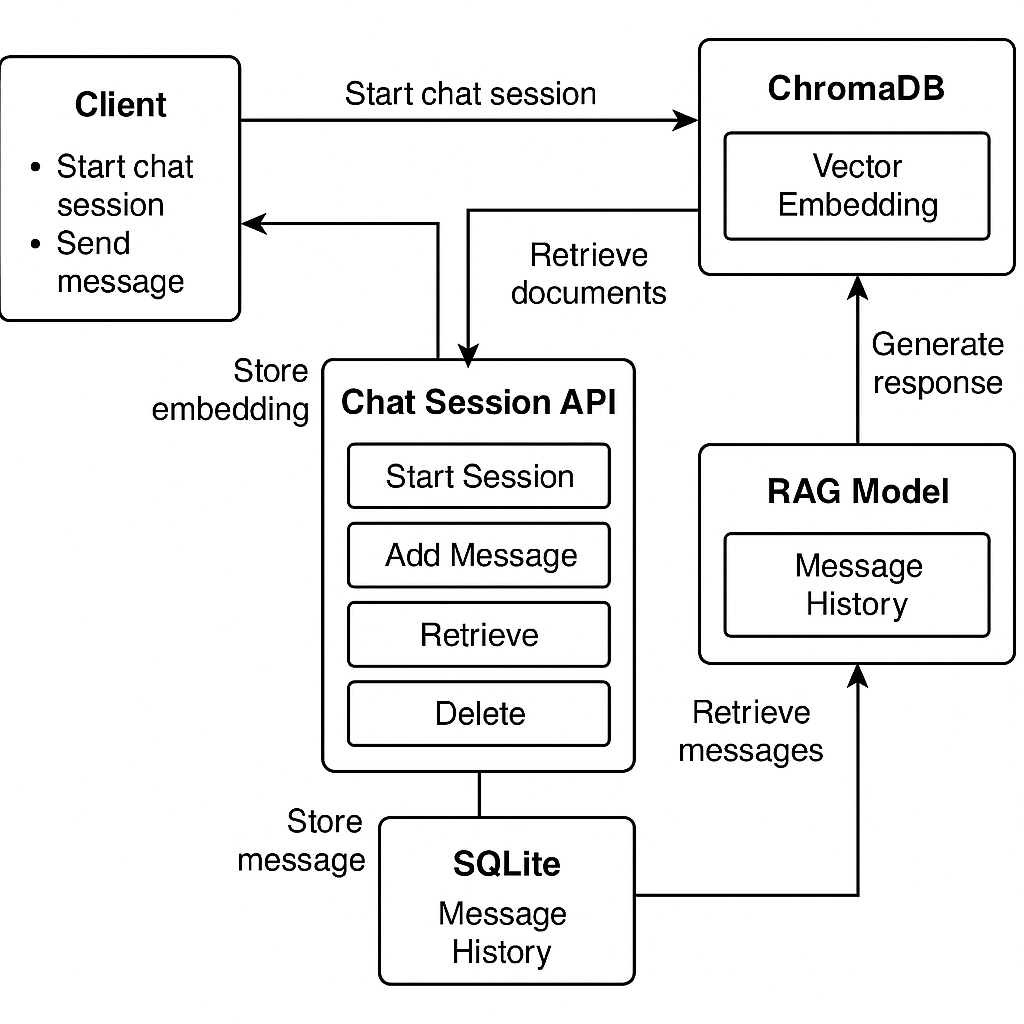 Client
• Start chat
session
• Send
message
Start chat session
ChromaDB
Vector
Embedding
Retrieve
documents
Generate
response
Store
embedding
Chat Session API
Start Session
Add Message
Retrieve
Delete
RAG Model
Message
History
Retrieve
messages
Store
message
SQLite
Message
History